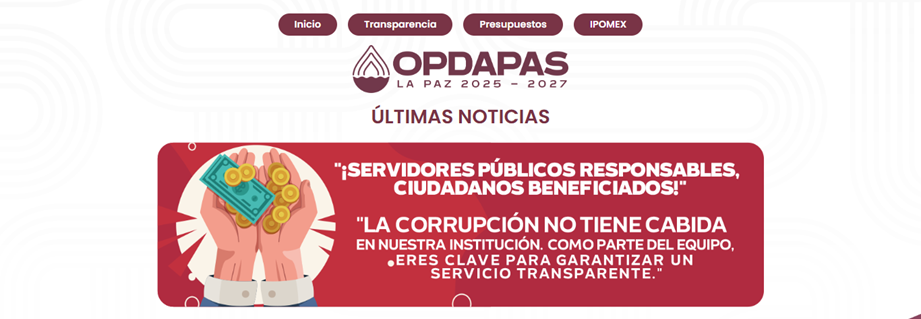 Inicio
Transparencia
Presupuestos
IPOMEX
OPDAPAS
LA PAZ 2025 - 2027
ÚLTIMAS NOTICIAS
"¡SERVIDORES PÚBLICOS RESPONSABLES,
CIUDADANOS BENEFICIADOS!"
"LA CORRUPCIÓN NO TIENE CABIDA
EN NUESTRA INSTITUCIÓN. COMO PARTE DEL EQUIPO,
ERES CLAVE PARA GARANTIZAR UN
SERVICIO TRANSPARENTE."